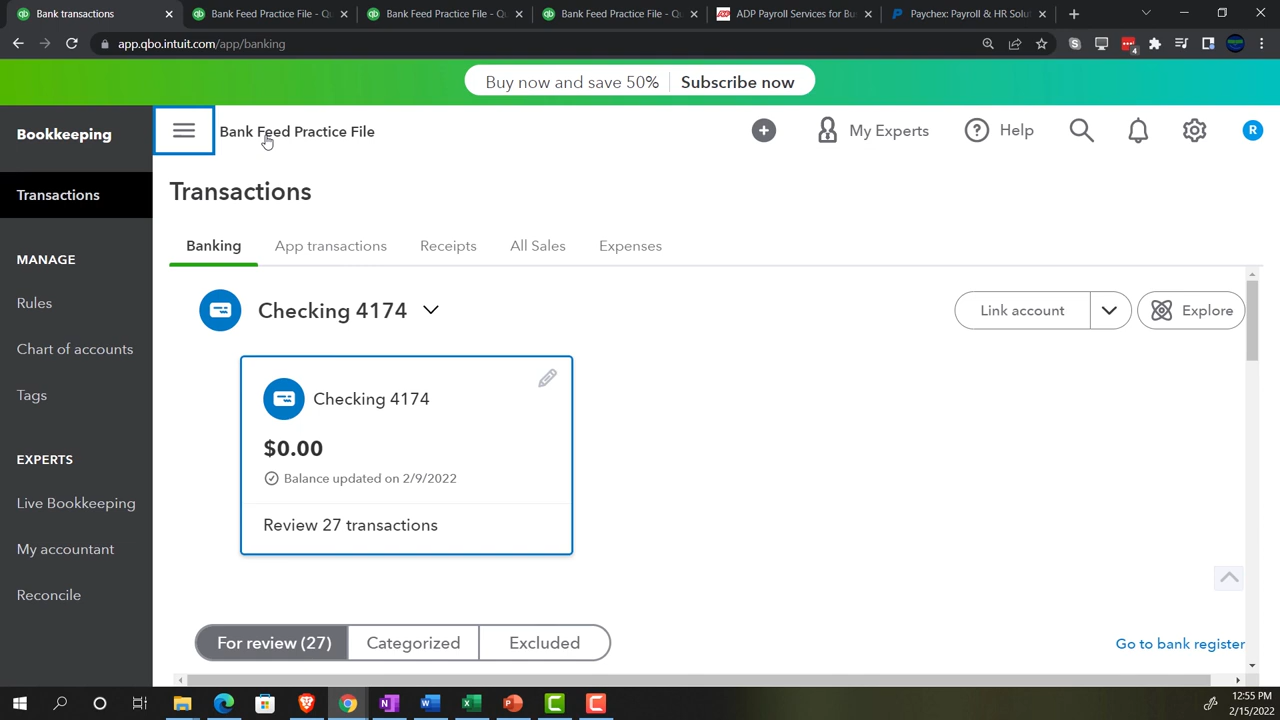 Bank transactions
Bank Feed Practice File - Qu
Bank Feed Practice File - Qu
Bank Feed Practice File - Qu
ADP Payroll Services for Bu
Paychex: Payroll & HR Solut
app.qbo.intuit.com/app/banking
4
Buy now and save 50% Subscribe now
Bookkeeping
Bank Feed Practice File
My Experts
Help
R
Transactions
Transactions
Banking
App transactions
Receipts
All Sales
Expenses
MANAGE
Rules
Chart of accounts
Tags
EXPERTS
Live Bookkeeping
My accountant
Reconcile
Checking 4174
Link account
Explore
Checking 4174
$0.00
Balance updated on 2/9/2022
Review 27 transactions
For review (27)
Categorized
Excluded
Go to bank register
12:55 PM
2/15/2022